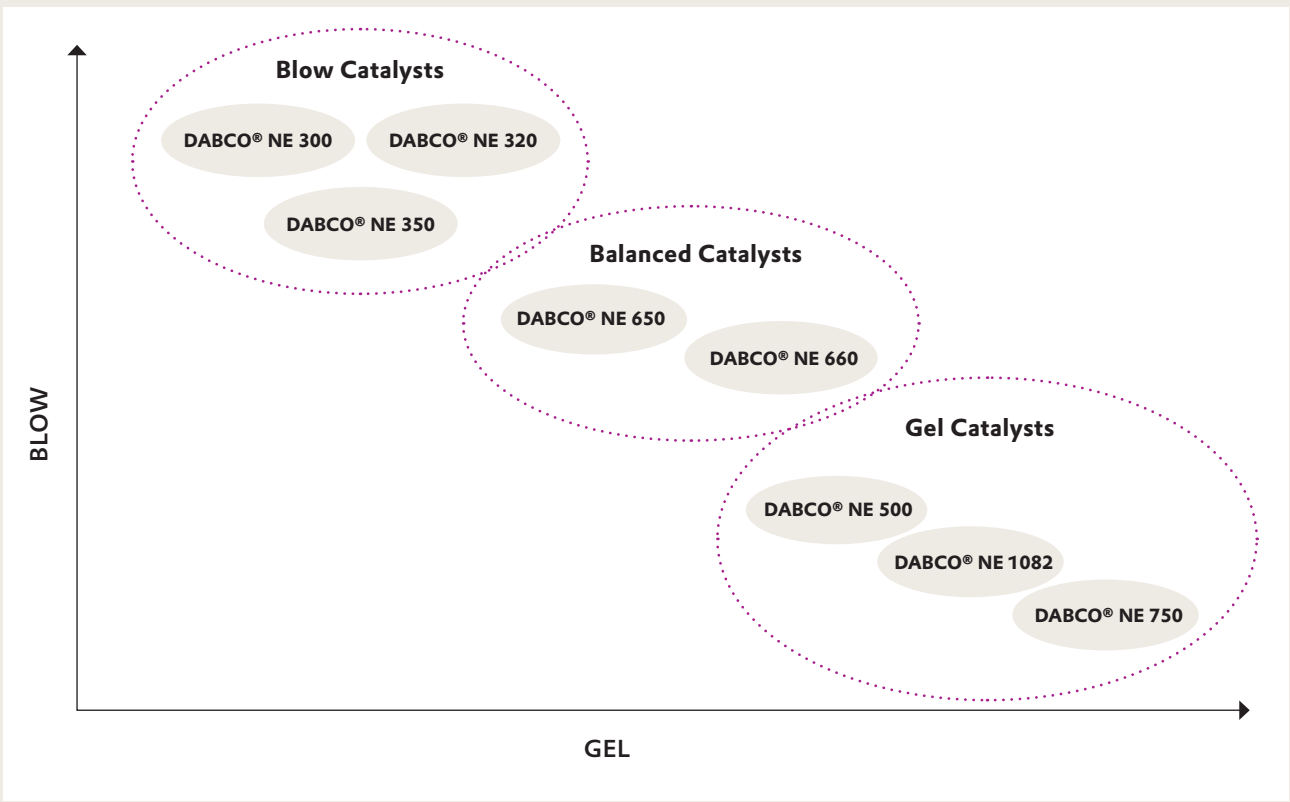 Blow Catalysts
DABCO® NE 300
DABCO® NE 320
DABCO® NE 350
Balanced Catalysts
DABCO® NE 650
DABCO® NE 660
Gel Catalysts
DABCO® NE 500
DABCO® NE 1082
DABCO® NE 750
BLOW
GEL